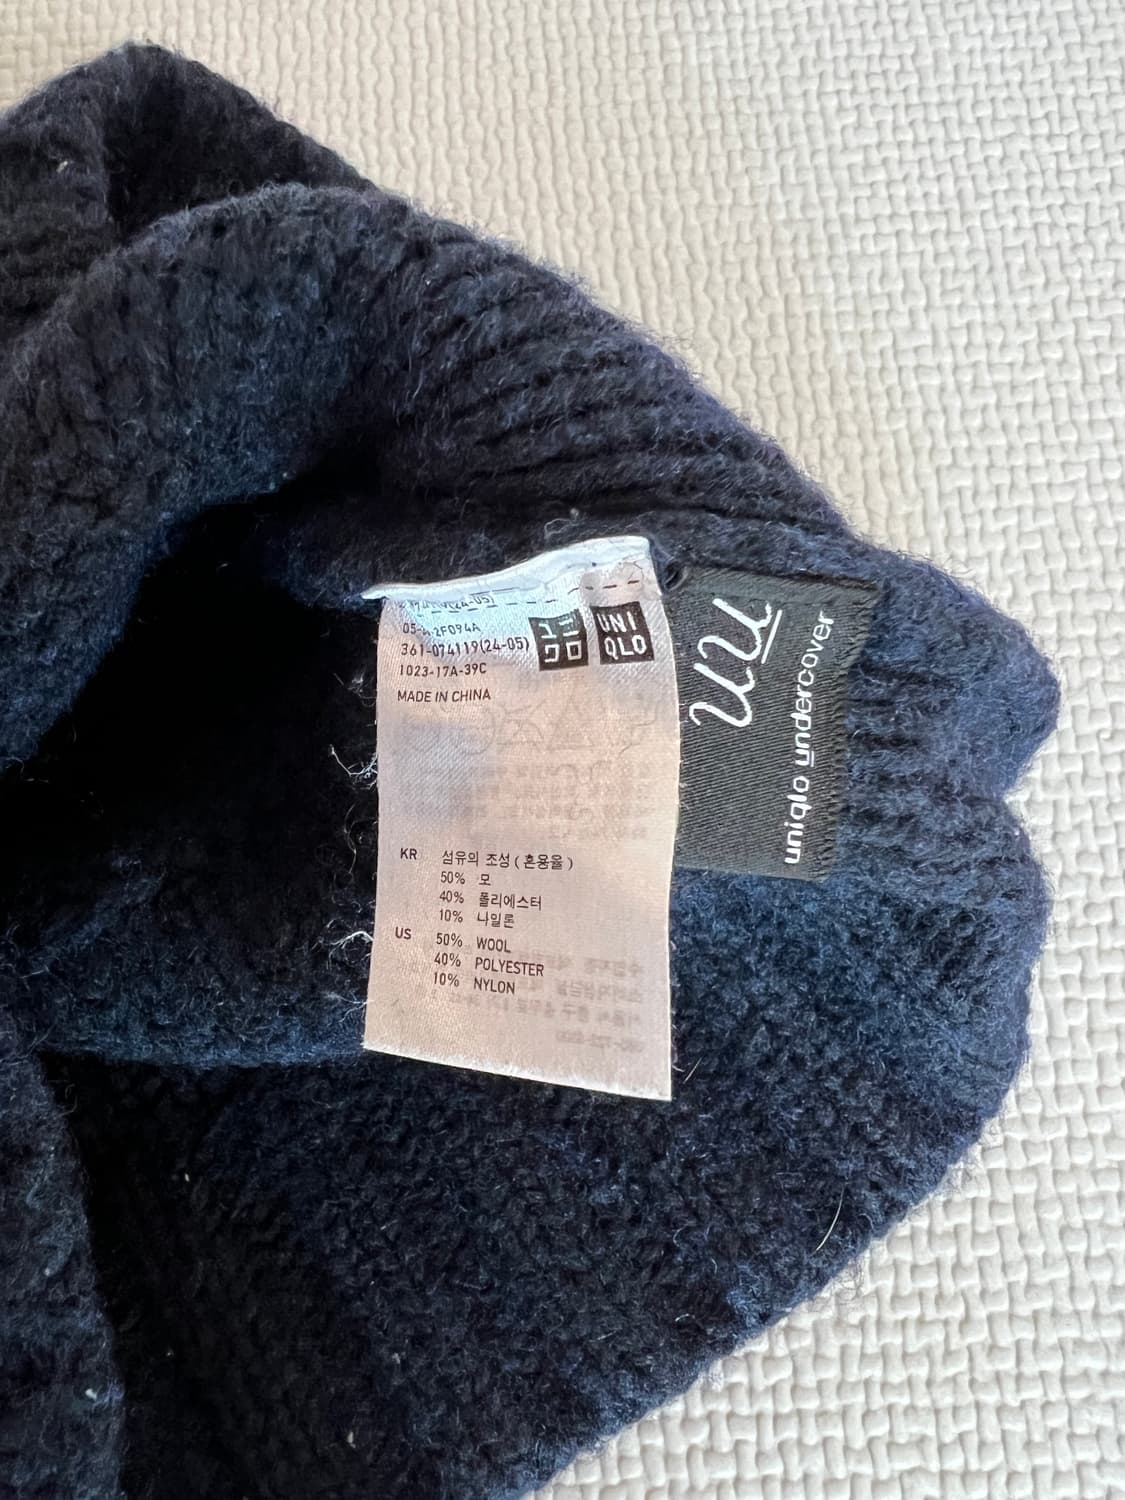 361-074119(24-05)
1023-17A-39C
MADE IN CHINA
ユニ
クロ
UNI
QLO
KR 섬유의 조성 ( 혼용율 )
50% 모
40% 폴리에스터
10% 나일론
US 50% WOOL
40% POLYESTER
10% NYLON
uu
uniqlo undercover